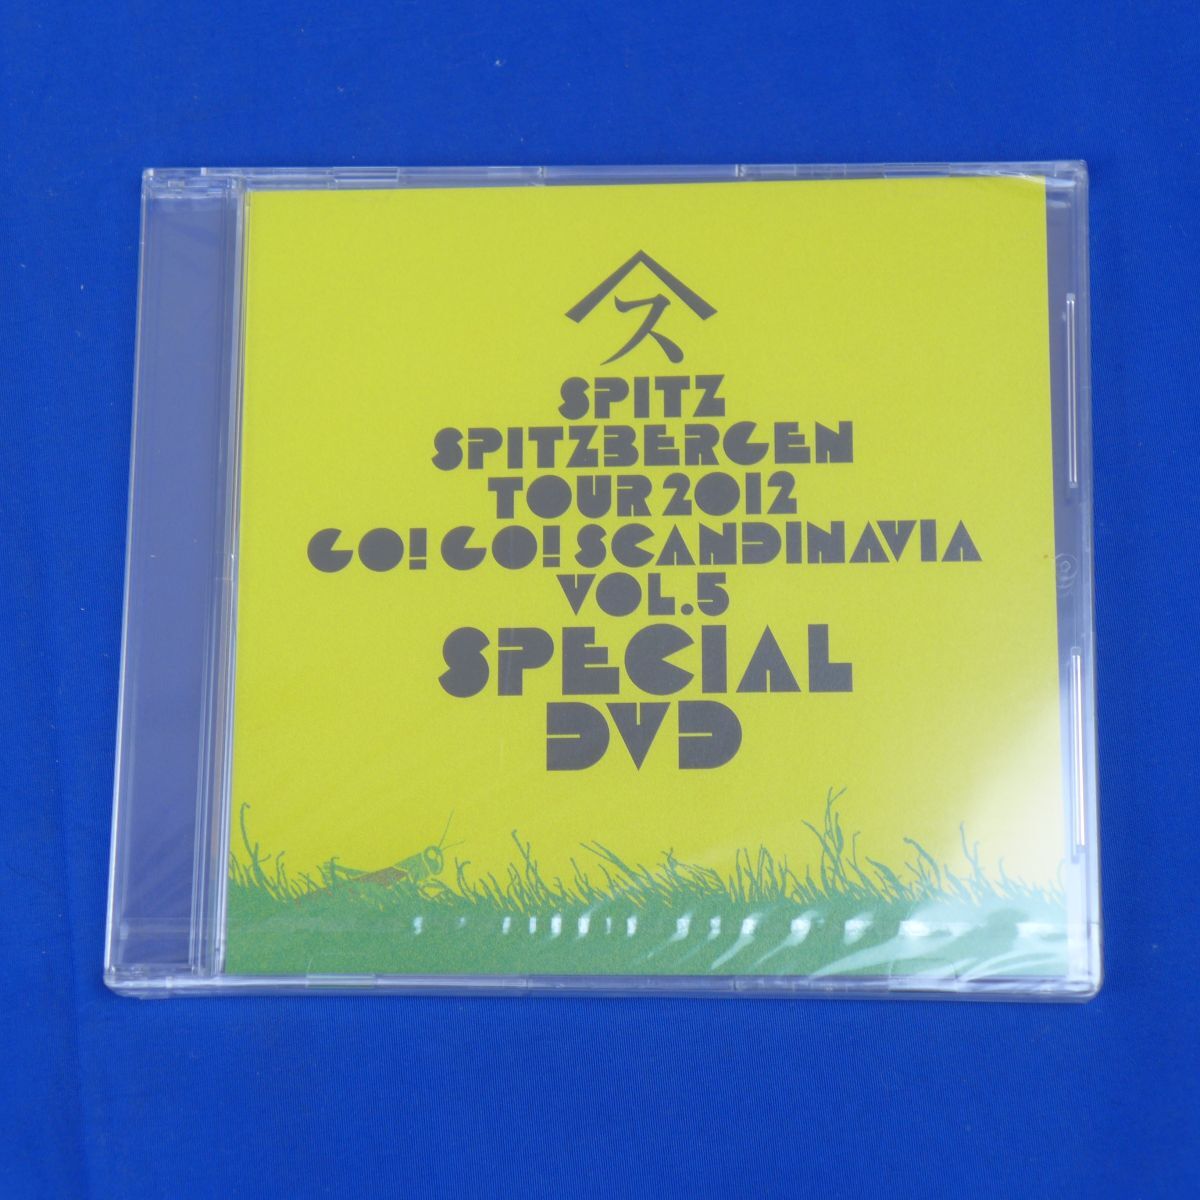 ス
SPITZ
SPITZBERGEN
TOUR 2012
GO! GO! SCANDINAVIA
VOL.5
SPECIAL
DVD